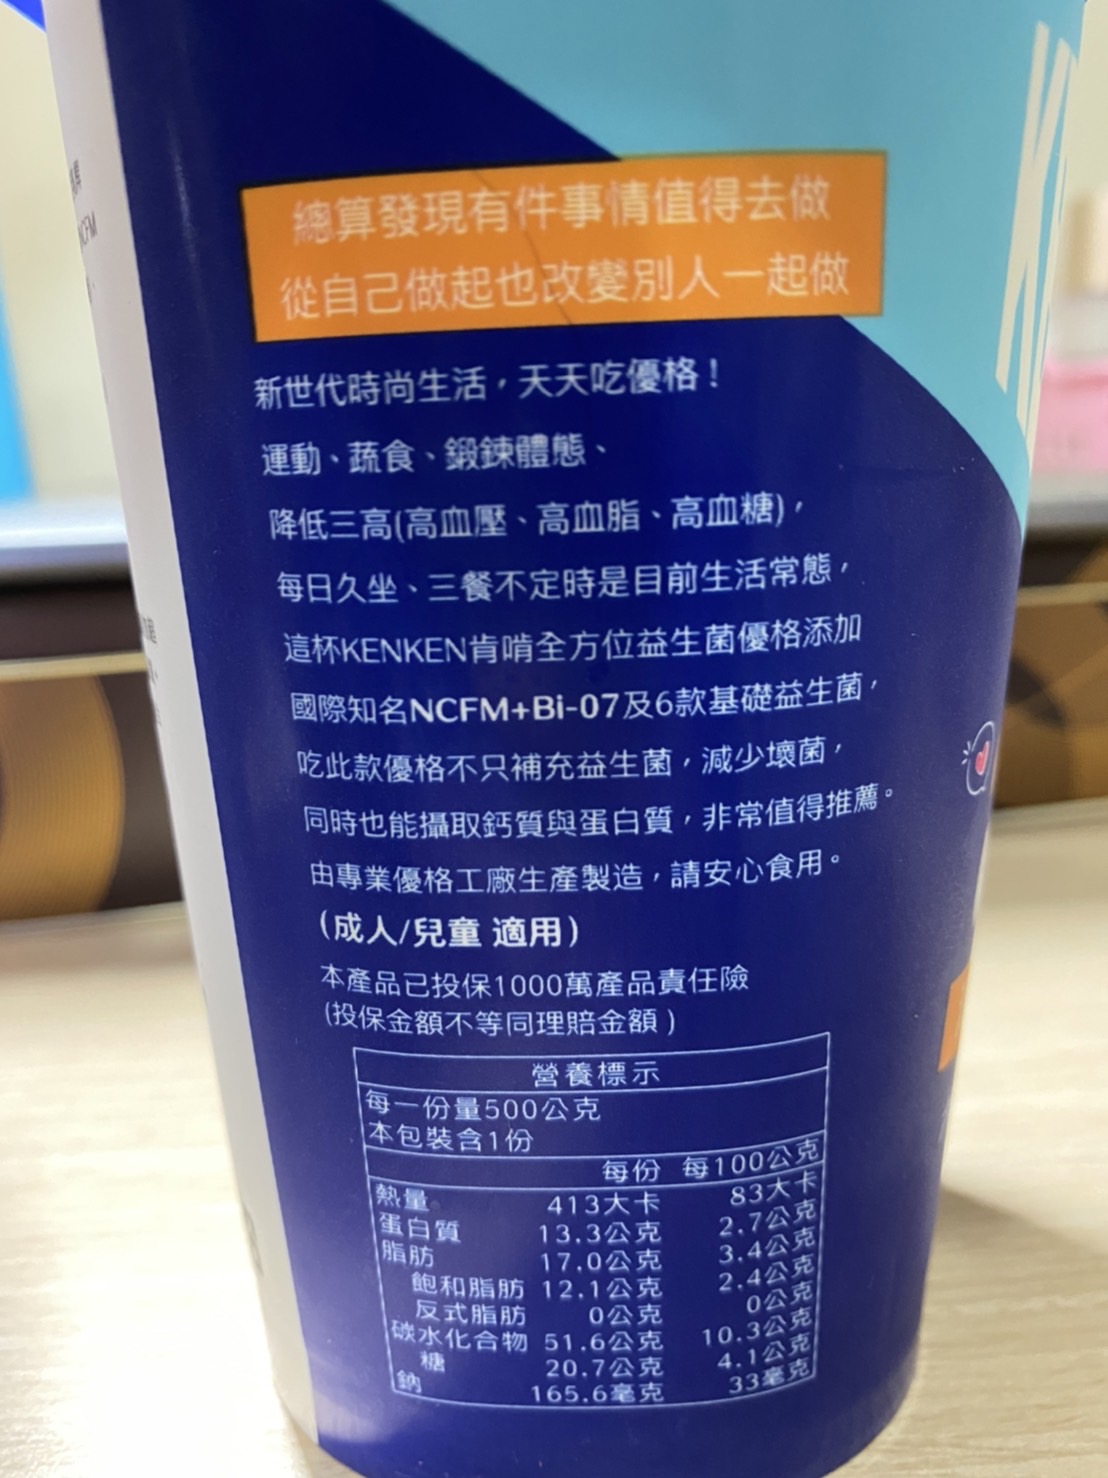 總算發現有件事情值得去做
從自己做起也改變別人一起做
新世代時尚生活，天天吃優格！
運動、蔬食、鍛鍊體態、
降低三高(高血壓、高血脂、高血糖)，
每日久坐、三餐不定時是目前生活常態，
這杯KENKEN肯啃全方位益生菌優格添加
國際知名NCFM+Bi-07及6款基礎益生菌，
吃此款優格不只補充益生菌，減少壞菌，
同時也能攝取鈣質與蛋白質，非常值得推薦。
由專業優格工廠生產製造，請安心食用。
(成人/兒童 適用)
本產品已投保1000萬產品責任險
(投保金額不等同理賠金額)
營養標示
每一份量500公克
本包裝含1份
每份 每100公克
熱量 413大卡 83大卡
蛋白質 13.3公克 2.7公克
脂肪 17.0公克 3.4公克
飽和脂肪 12.1公克 2.4公克
反式脂肪 0公克 0公克
碳水化合物 51.6公克 10.3公克
糖 20.7公克 4.1公克
鈉 165.6毫克 33毫克